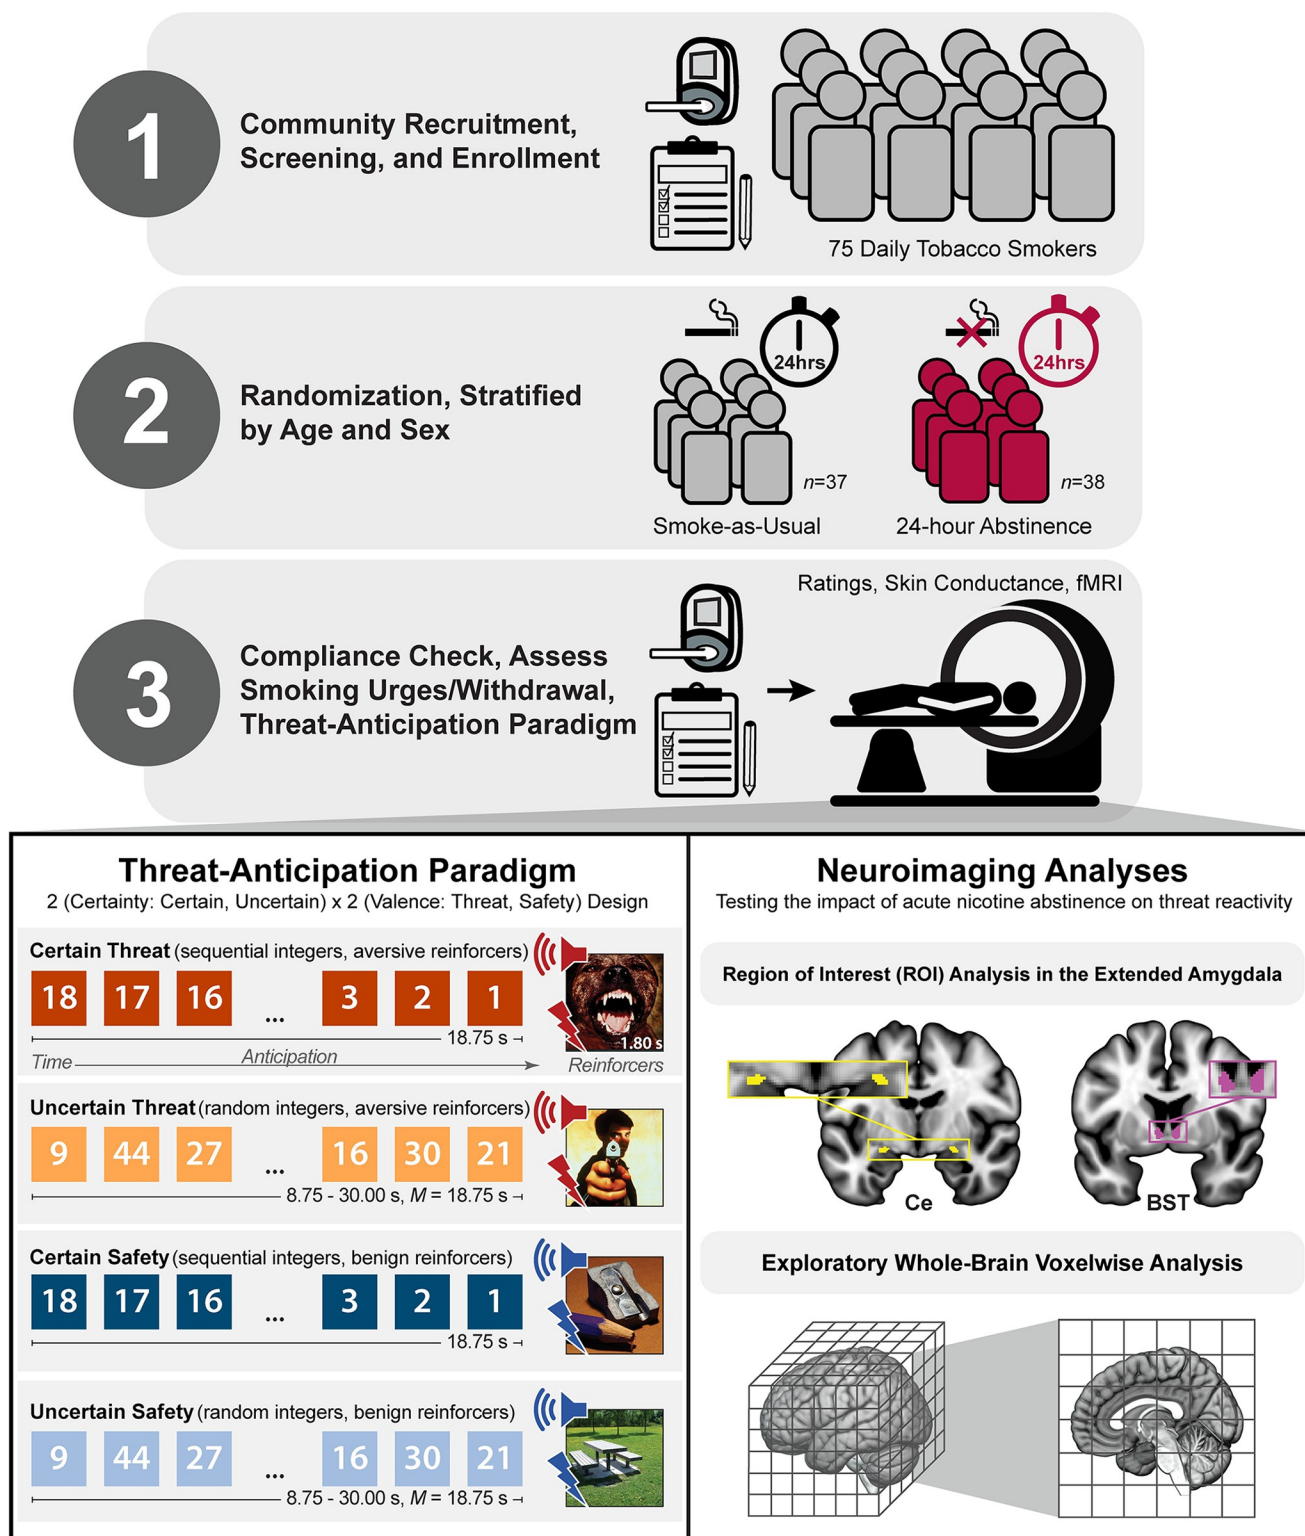 1
Community Recruitment,
Screening, and Enrollment
75 Daily Tobacco Smokers
2
Randomization, Stratified
by Age and Sex
24hrs
24hrs
n=37
n=38
Smoke-as-Usual
24-hour Abstinence
3
Compliance Check, Assess
Smoking Urges/Withdrawal,
Threat-Anticipation Paradigm
Ratings, Skin Conductance, fMRI
Threat-Anticipation Paradigm
2 (Certainty: Certain, Uncertain) x 2 (Valence: Threat, Safety) Design
Certain Threat (sequential integers, aversive reinforcers)
18 17 16 ... 3 2 1
18.75 s
1.80 s
Time Anticipation Reinforcers
Uncertain Threat (random integers, aversive reinforcers)
9 44 27 ... 16 30 21
8.75 - 30.00 s, M = 18.75 s
Certain Safety (sequential integers, benign reinforcers)
18 17 16 ... 3 2 1
18.75 s
Uncertain Safety (random integers, benign reinforcers)
9 44 27 ... 16 30 21
8.75 - 30.00 s, M = 18.75 s
Neuroimaging Analyses
Testing the impact of acute nicotine abstinence on threat reactivity
Region of Interest (ROI) Analysis in the Extended Amygdala
Ce
BST
Exploratory Whole-Brain Voxelwise Analysis